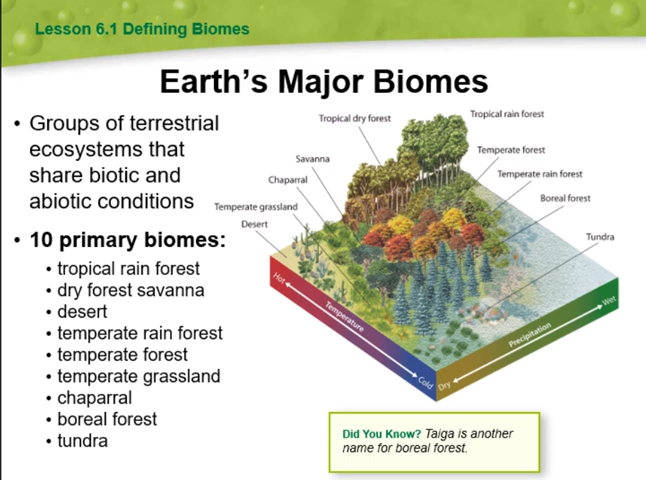 Lesson 6.1 Defining Biomes
Earth's Major Biomes
• Groups of terrestrial
ecosystems that
share biotic and
abiotic conditions
• 10 primary biomes:
• tropical rain forest
• dry forest savanna
• desert
• temperate rain forest
• temperate forest
• temperate grassland
• chaparral
• boreal forest
• tundra
Tropical dry forest
Tropical rain forest
Savanna
Temperate forest
Chaparral
Temperate rain forest
Temperate grassland
Boreal forest
Desert
Tundra
Hot
Temperature
Cold
Dry
Precipitation
Wet
Did You Know? Taiga is another
name for boreal forest.